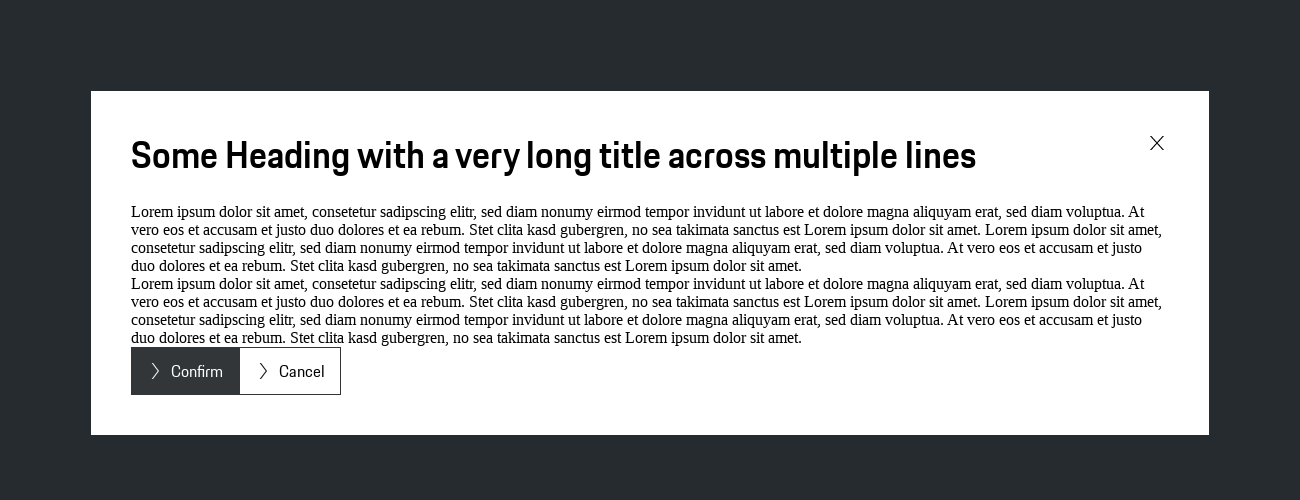 Some Heading with a very long title across multiple lines
Lorem ipsum dolor sit amet, consetetur sadipscing elitr, sed diam nonumy eirmod tempor invidunt ut labore et dolore magna aliquyam erat, sed diam voluptua. At
vero eos et accusam et justo duo dolores et ea rebum. Stet clita kasd gubergren, no sea takimata sanctus est Lorem ipsum dolor sit amet. Lorem ipsum dolor sit amet,
consetetur sadipscing elitr, sed diam nonumy eirmod tempor invidunt ut labore et dolore magna aliquyam erat, sed diam voluptua. At vero eos et accusam et justo
duo dolores et ea rebum. Stet clita kasd gubergren, no sea takimata sanctus est Lorem ipsum dolor sit amet.
Lorem ipsum dolor sit amet, consetetur sadipscing elitr, sed diam nonumy eirmod tempor invidunt ut labore et dolore magna aliquyam erat, sed diam voluptua. At
vero eos et accusam et justo duo dolores et ea rebum. Stet clita kasd gubergren, no sea takimata sanctus est Lorem ipsum dolor sit amet. Lorem ipsum dolor sit amet,
consetetur sadipscing elitr, sed diam nonumy eirmod tempor invidunt ut labore et dolore magna aliquyam erat, sed diam voluptua. At vero eos et accusam et justo
duo dolores et ea rebum. Stet clita kasd gubergren, no sea takimata sanctus est Lorem ipsum dolor sit amet.
Confirm Cancel